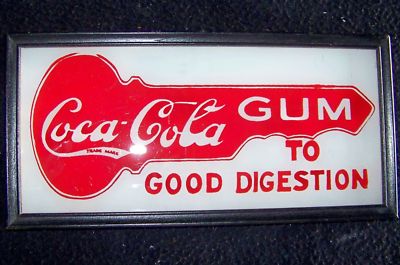 Coca-Cola GUM
TRADE MARK
TO
GOOD DIGESTION